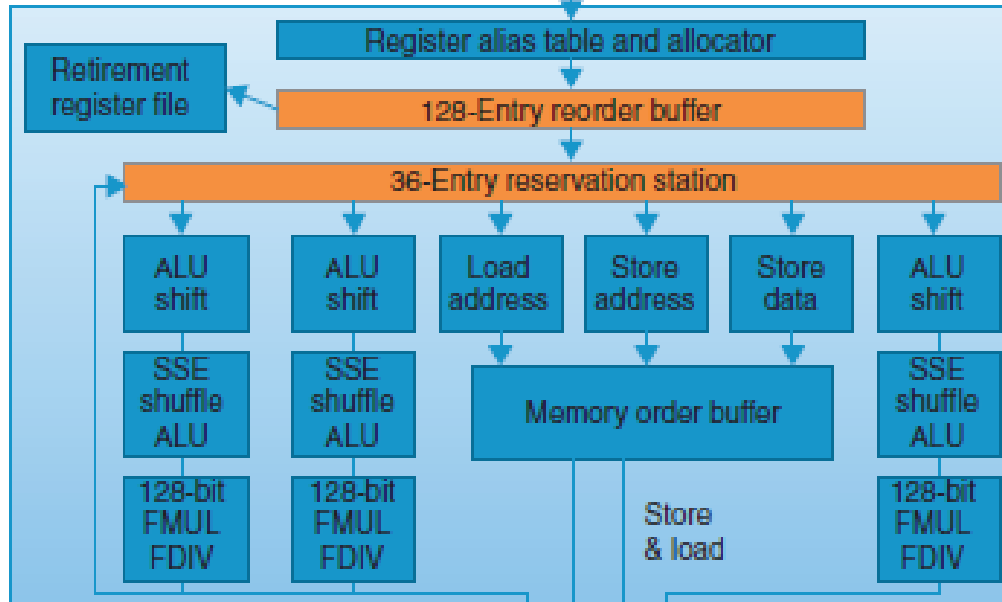 Register alias table and allocator
Retirement
register file
128-Entry reorder buffer
36-Entry reservation station
ALU
shift
ALU
shift
Load
address
Store
address
Store
data
ALU
shift
SSE
shuffle
ALU
SSE
shuffle
ALU
Memory order buffer
SSE
shuffle
ALU
128-bit
FMUL
FDIV
128-bit
FMUL
FDIV
Store
& load
128-bit
FMUL
FDIV